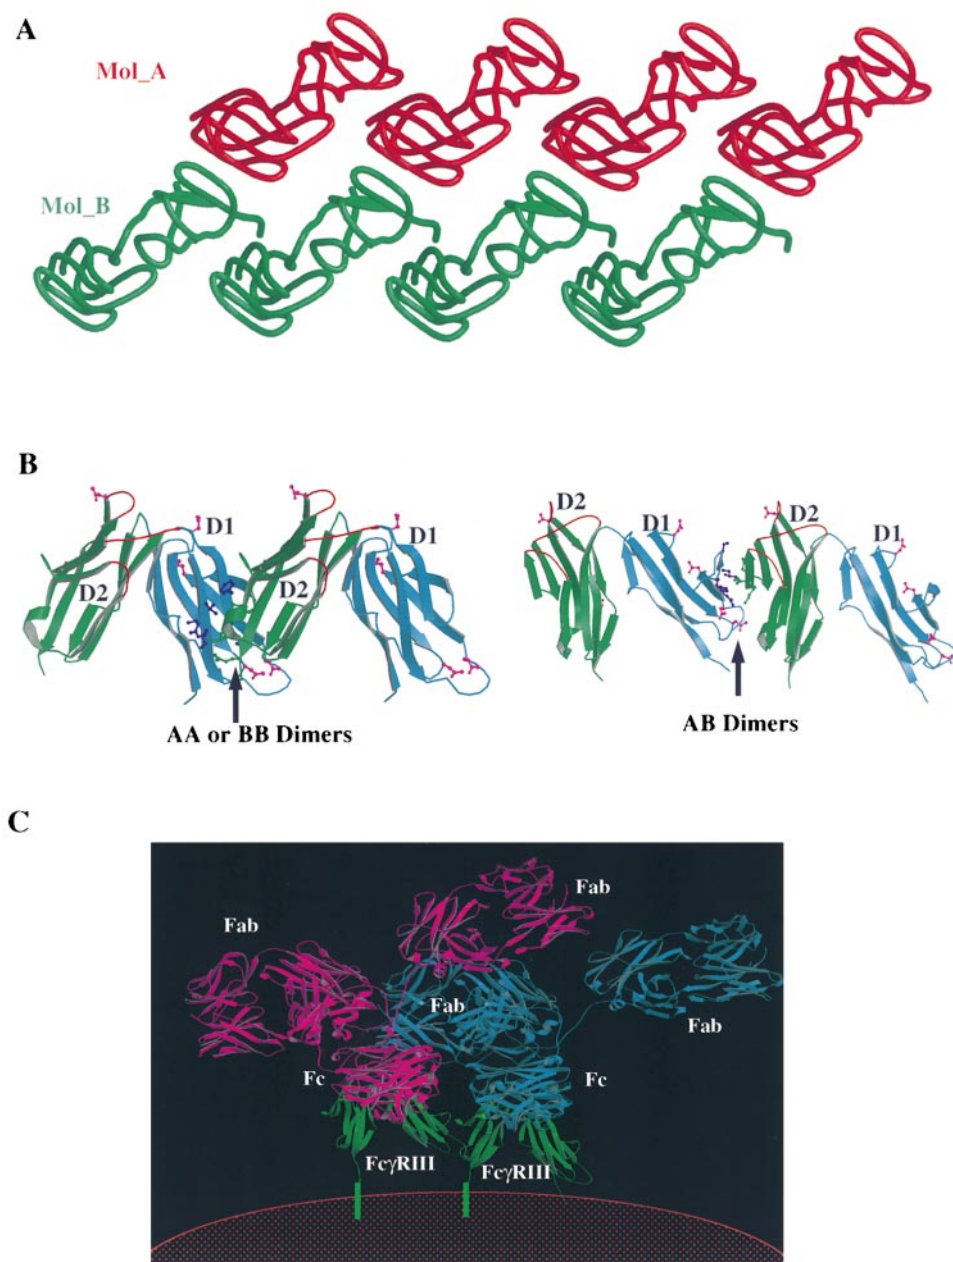 A
Mol_A
Mol_B
B
D1
D2
D2
D1
AA or BB Dimers
D2
D1
D2
D1
AB Dimers
C
Fab
Fab
Fab
Fab
Fc
Fc
FcγRIII
FcγRIII